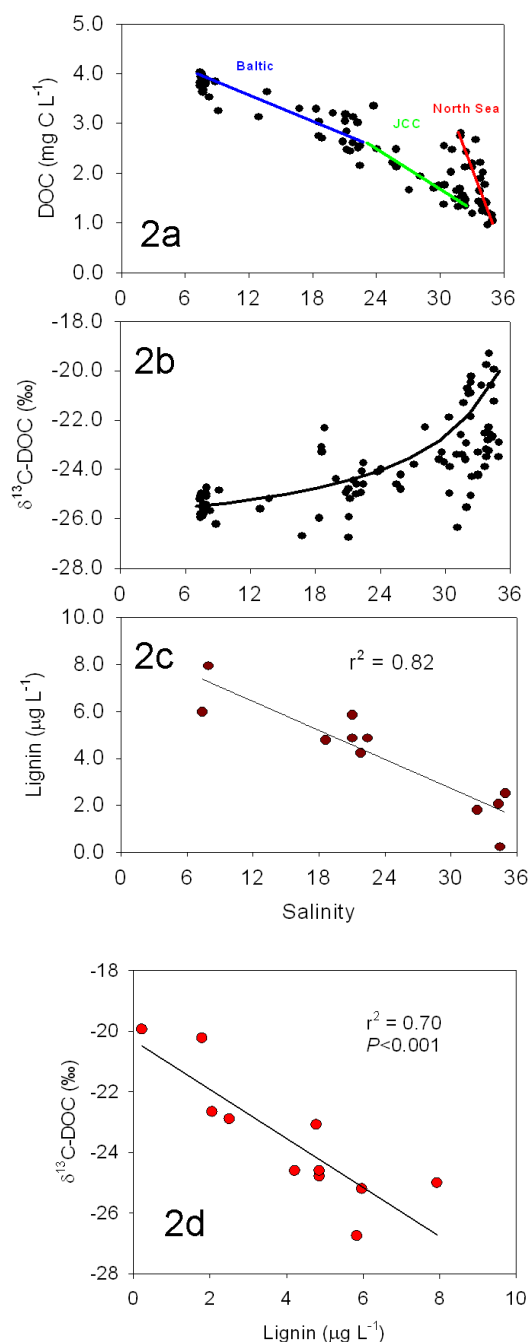 5.0
4.0
3.0
2.0
1.0
0.0
DOC (mg C L⁻¹)
Baltic
JCC
North Sea
2a
0 6 12 18 24 30 36
-18.0
-20.0
-22.0
-24.0
-26.0
-28.0
δ¹³C-DOC (‰)
2b
0 6 12 18 24 30 36
10.0
8.0
6.0
4.0
2.0
0.0
Lignin (μg L⁻¹)
2c
r² = 0.82
0 6 12 18 24 30 36
Salinity
-18
-20
-22
-24
-26
-28
δ¹³C-DOC (‰)
r² = 0.70
P<0.001
2d
0 2 4 6 8 10
Lignin (μg L⁻¹)